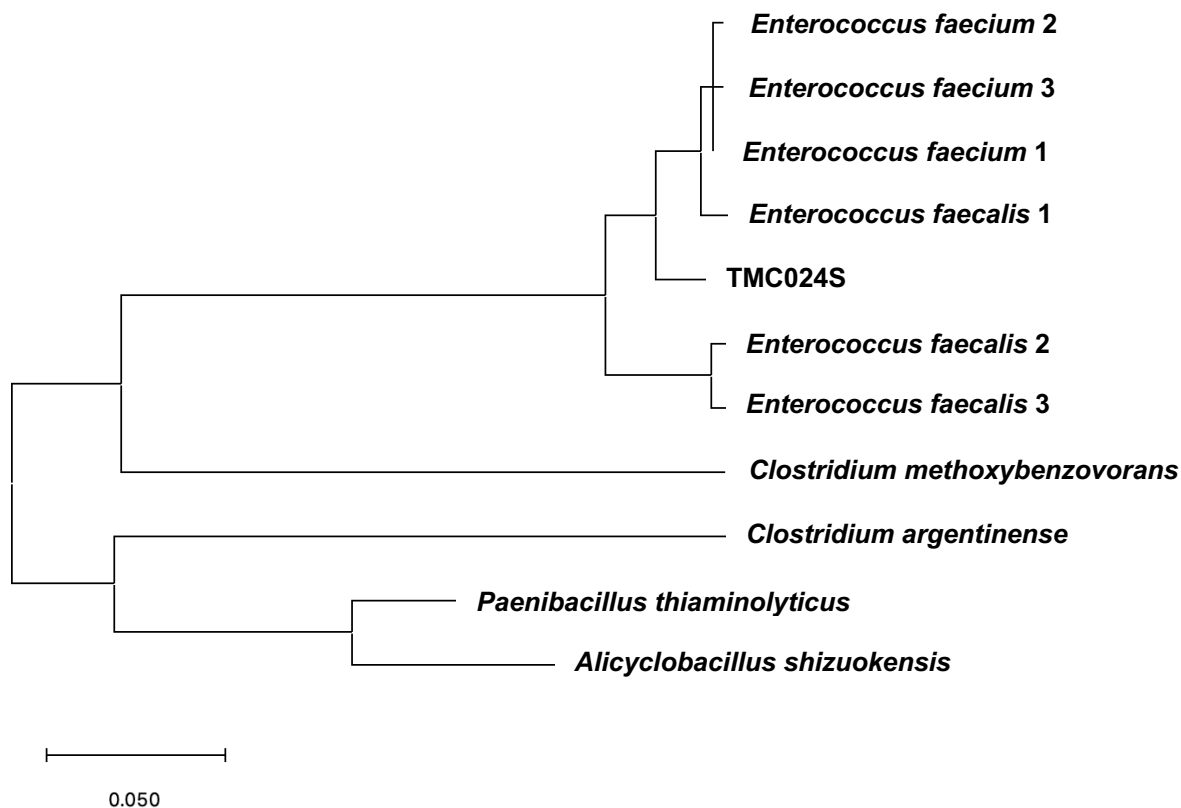 Enterococcus faecium 2
Enterococcus faecium 3
Enterococcus faecium 1
Enterococcus faecalis 1
TMC024S
Enterococcus faecalis 2
Enterococcus faecalis 3
Clostridium methoxybenzovorans
Clostridium argentinense
Paenibacillus thiaminolyticus
Alicyclobacillus shizuokensis
0.050